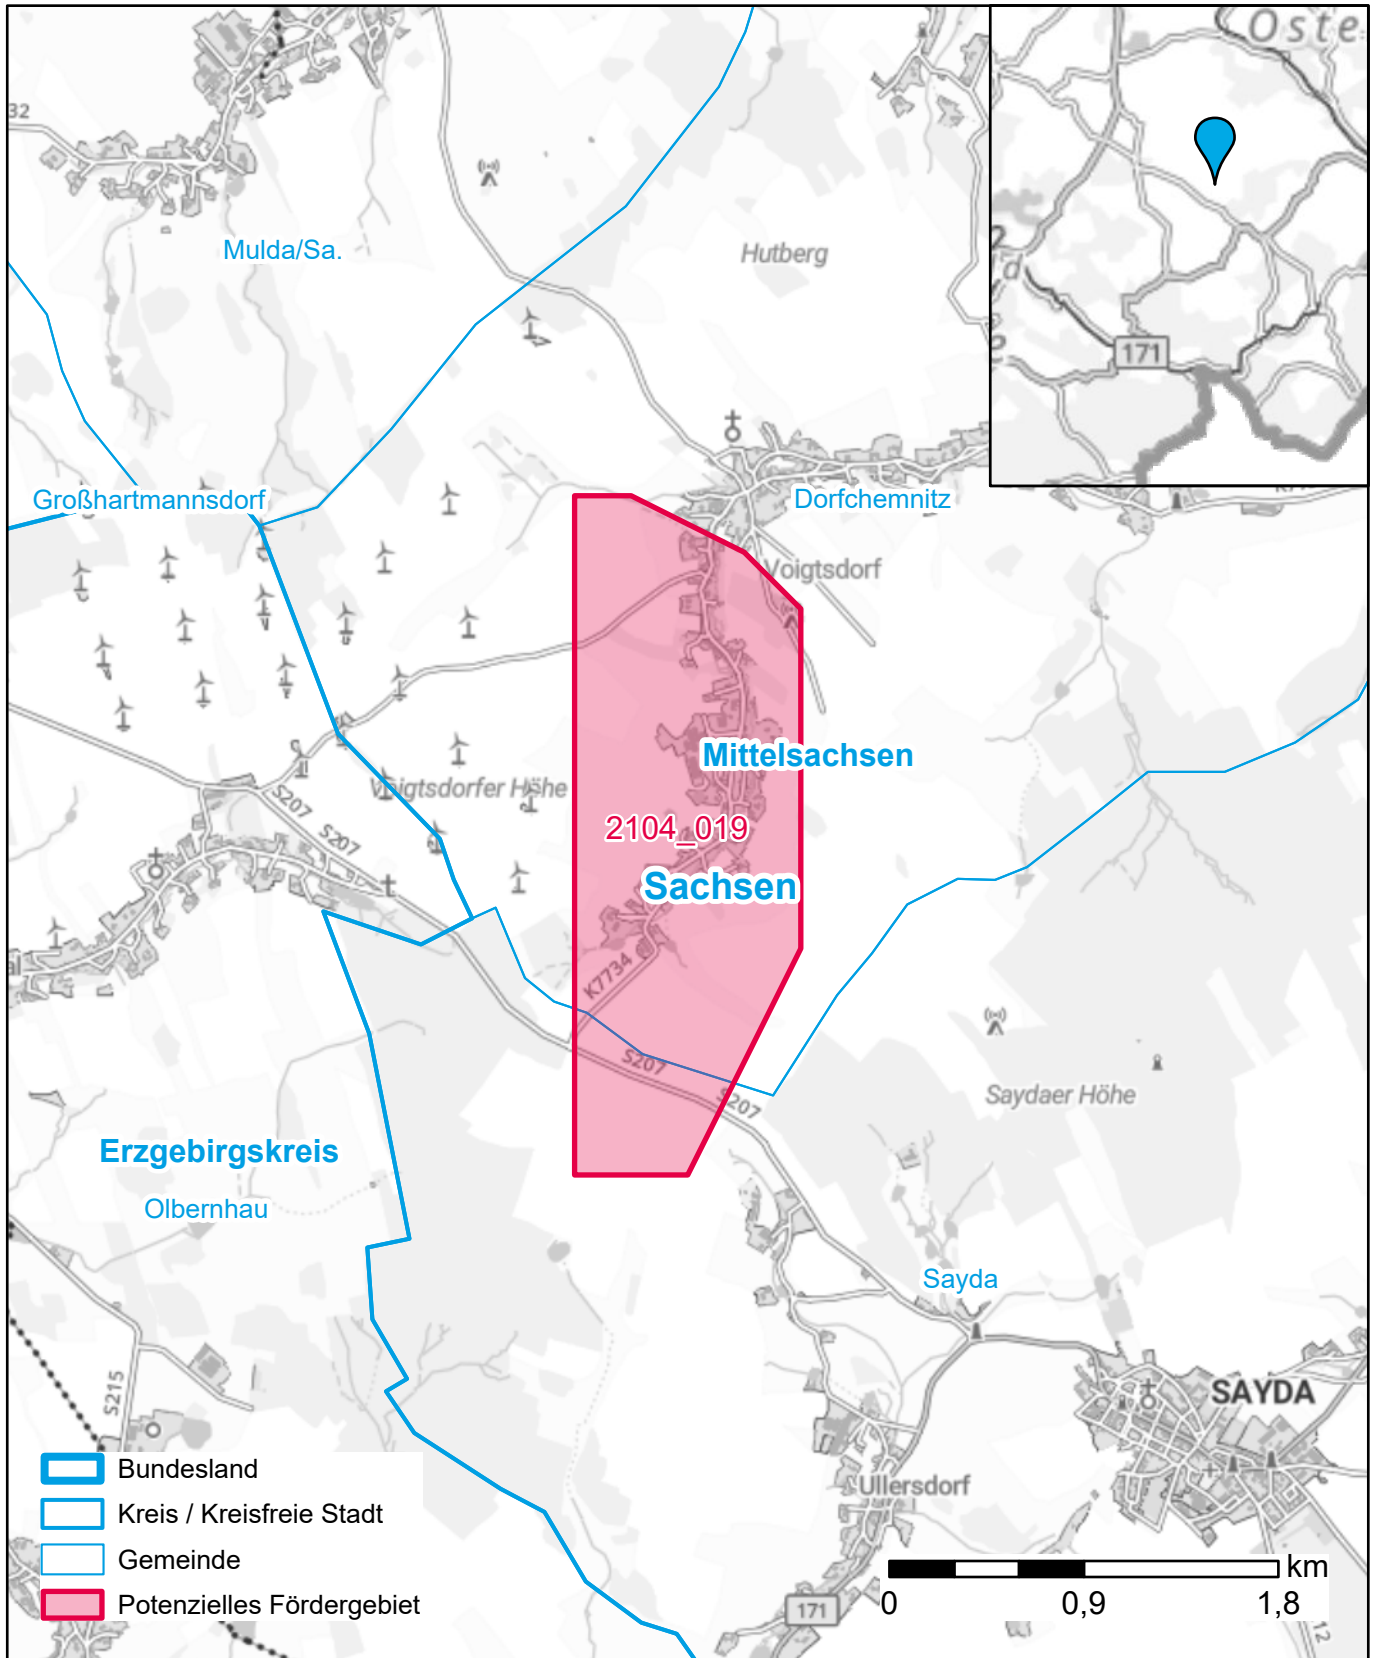 Oste
32
Mulda/Sa.
Hutberg
171
Großhartmannsdorf
Dorfchemnitz
Voigtsdorf
Mittelsachsen
Voigtsdorfer Höhe
S207
S207
2104_019
Sachsen
K7734
S207
S207
Saydaer Höhe
Erzgebirgskreis
Olbernhau
Sayda
S215
SAYDA
Ullersdorf
171
Bundesland
Kreis / Kreisfreie Stadt
Gemeinde
Potenzielles Fördergebiet
km
0 0,9 1,8
12